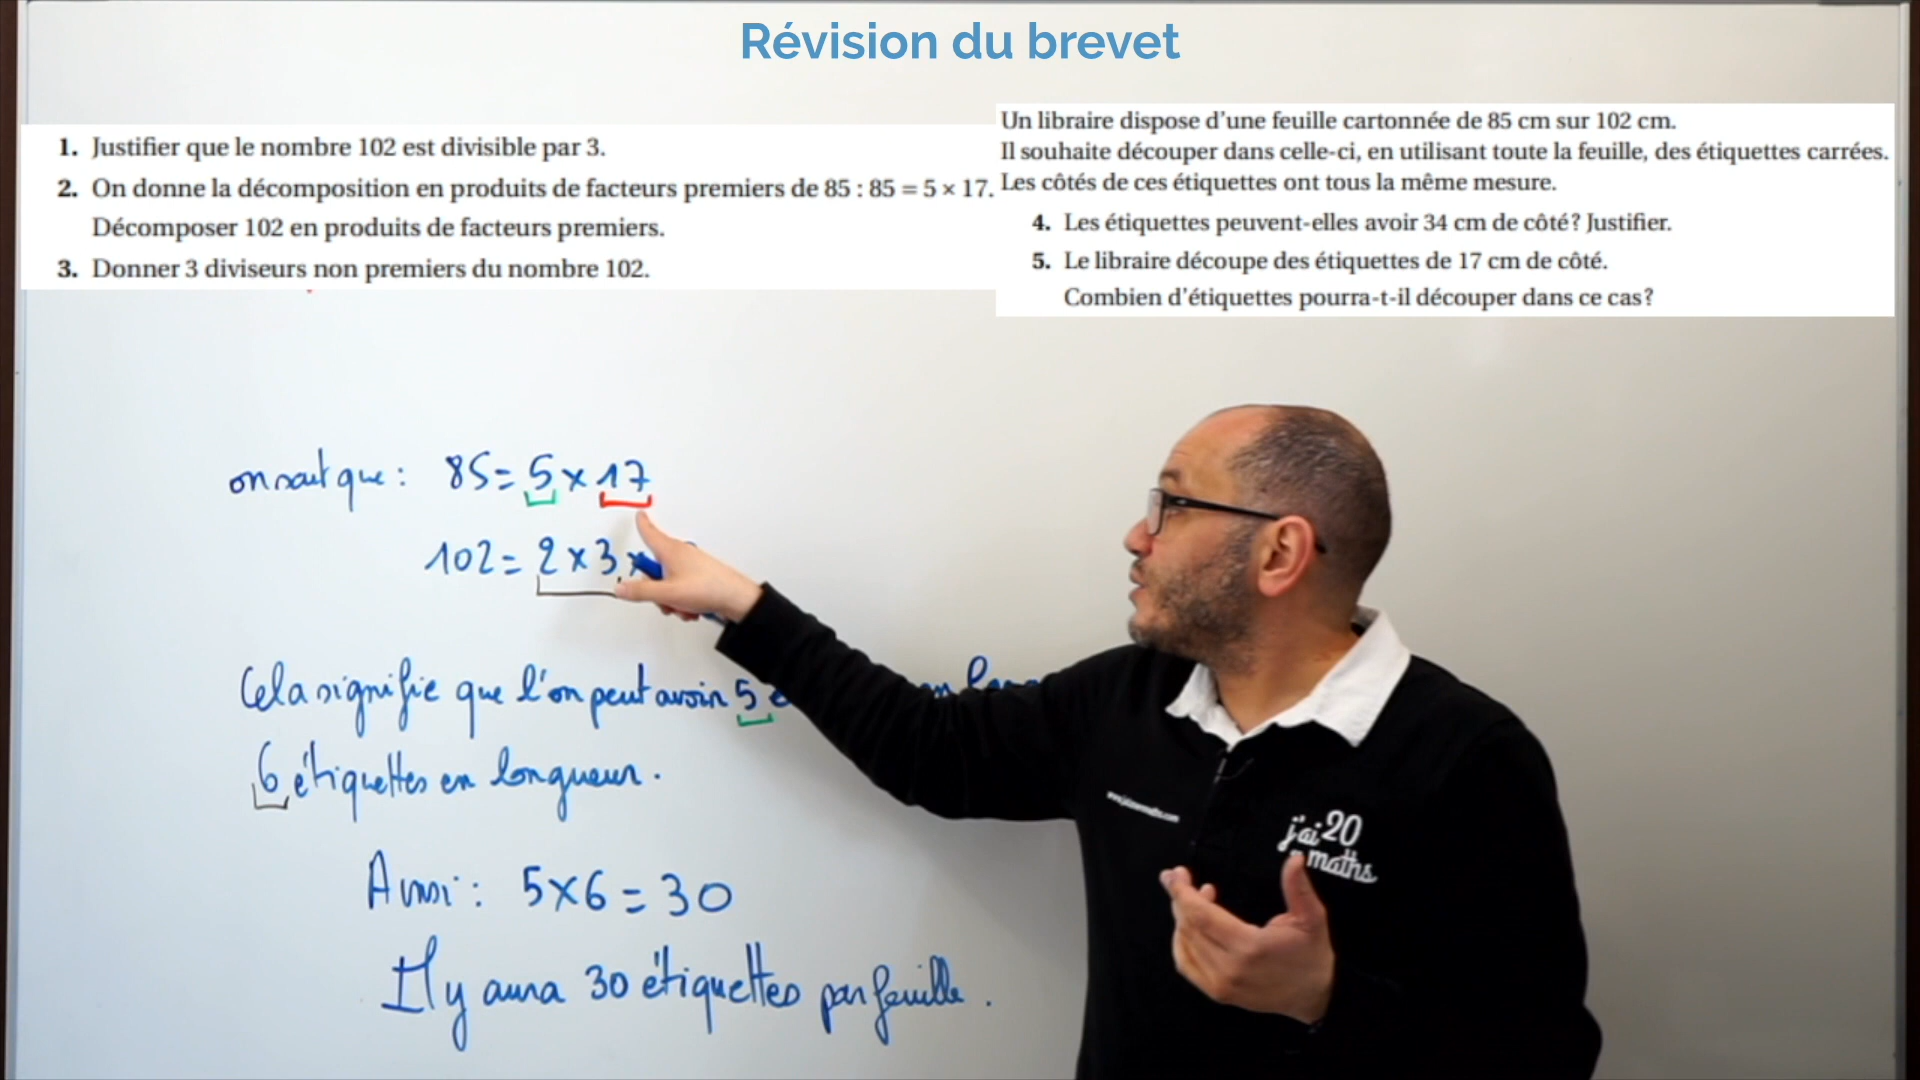 Révision du brevet
1. Justifier que le nombre 102 est divisible par 3.
2. On donne la décomposition en produits de facteurs premiers de 85 : 85 = 5 × 17.
Décomposer 102 en produits de facteurs premiers.
3. Donner 3 diviseurs non premiers du nombre 102.
Un libraire dispose d'une feuille cartonnée de 85 cm sur 102 cm.
Il souhaite découper dans celle-ci, en utilisant toute la feuille, des étiquettes carrées.
Les côtés de ces étiquettes ont tous la même mesure.
4. Les étiquettes peuvent-elles avoir 34 cm de côté ? Justifier.
5. Le libraire découpe des étiquettes de 17 cm de côté.
Combien d'étiquettes pourra-t-il découper dans ce cas ?
on sait que : 85 = 5 × 17
102 = 2 × 3 ×
Cela signifie que l'on peut avoir 5
6 étiquettes en longueur.
Ainsi : 5×6 = 30
Il y aura 30 étiquettes par feuille.
j'ai 20
maths